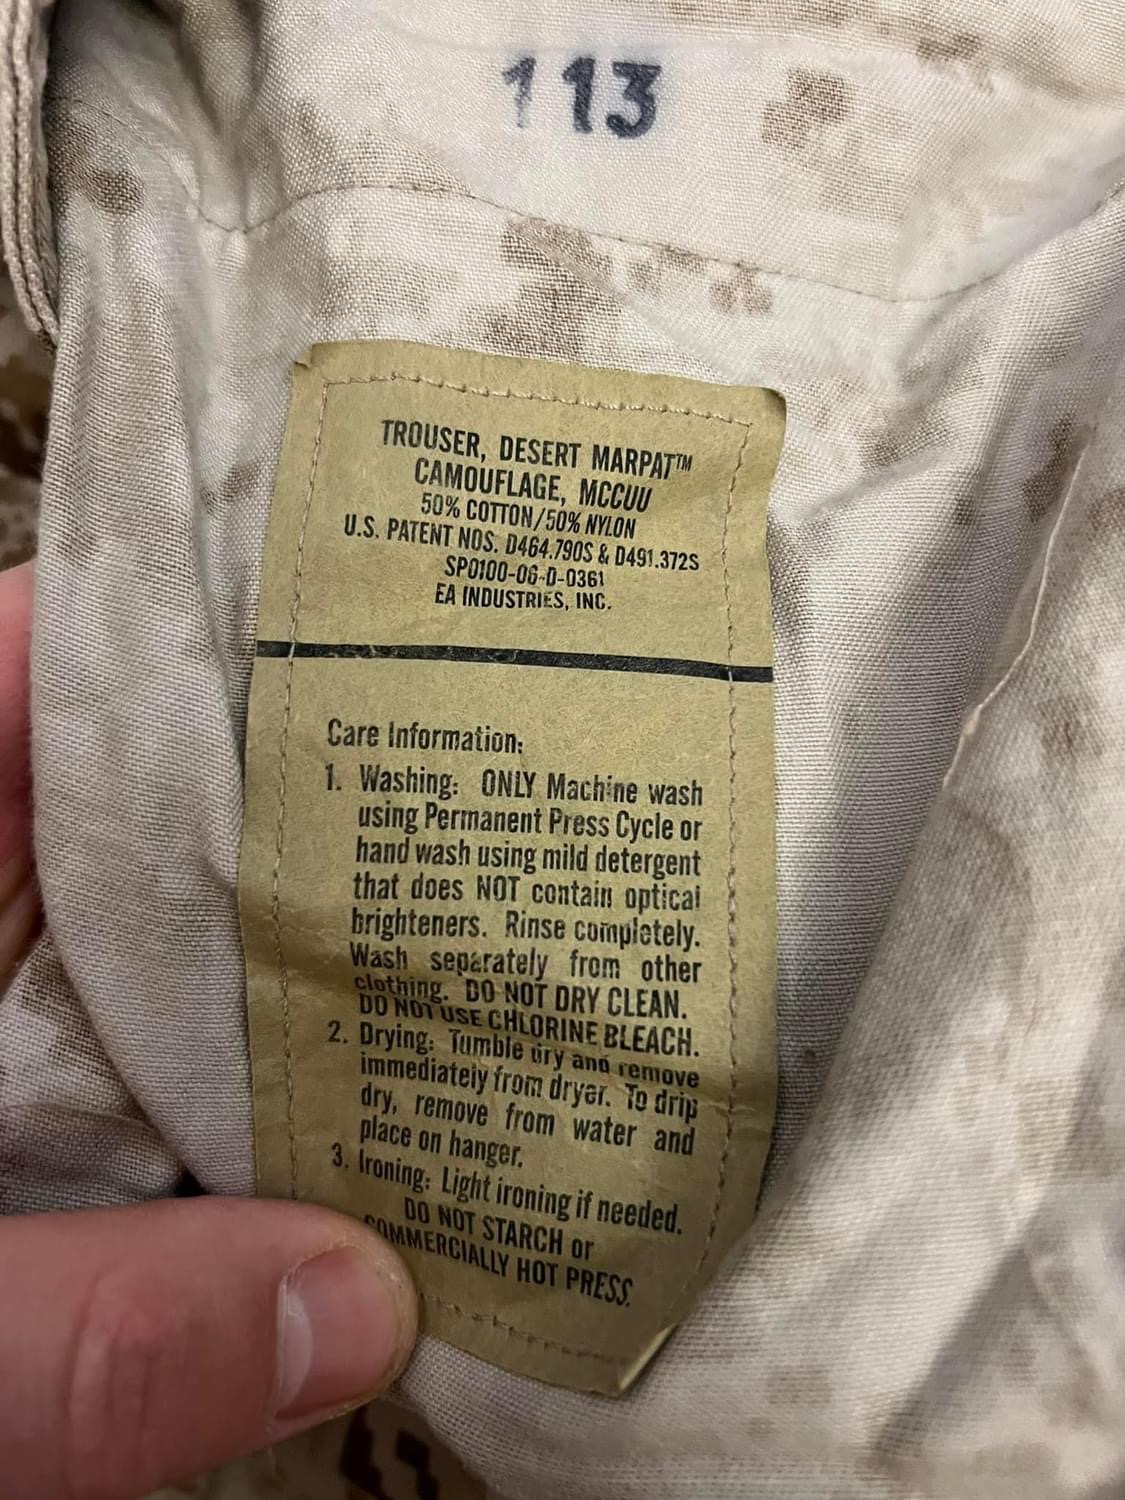 113
TROUSER, DESERT MARPAT™
CAMOUFLAGE, MCCUU
50% COTTON/50% NYLON
U.S. PATENT NOS. D464.790S & D491.372S
SP0100-06-D-0361
EA INDUSTRIES, INC.
Care Information:
1. Washing: ONLY Machine wash
using Permanent Press Cycle or
hand wash using mild detergent
that does NOT contain optical
brighteners. Rinse completely.
Wash separately from other
clothing. DO NOT DRY CLEAN.
DO NOT USE CHLORINE BLEACH.
2. Drying: Tumble dry and remove
immediately from dryer. To drip
dry, remove from water and
place on hanger.
3. Ironing: Light ironing if needed.
DO NOT STARCH or
COMMERCIALLY HOT PRESS.